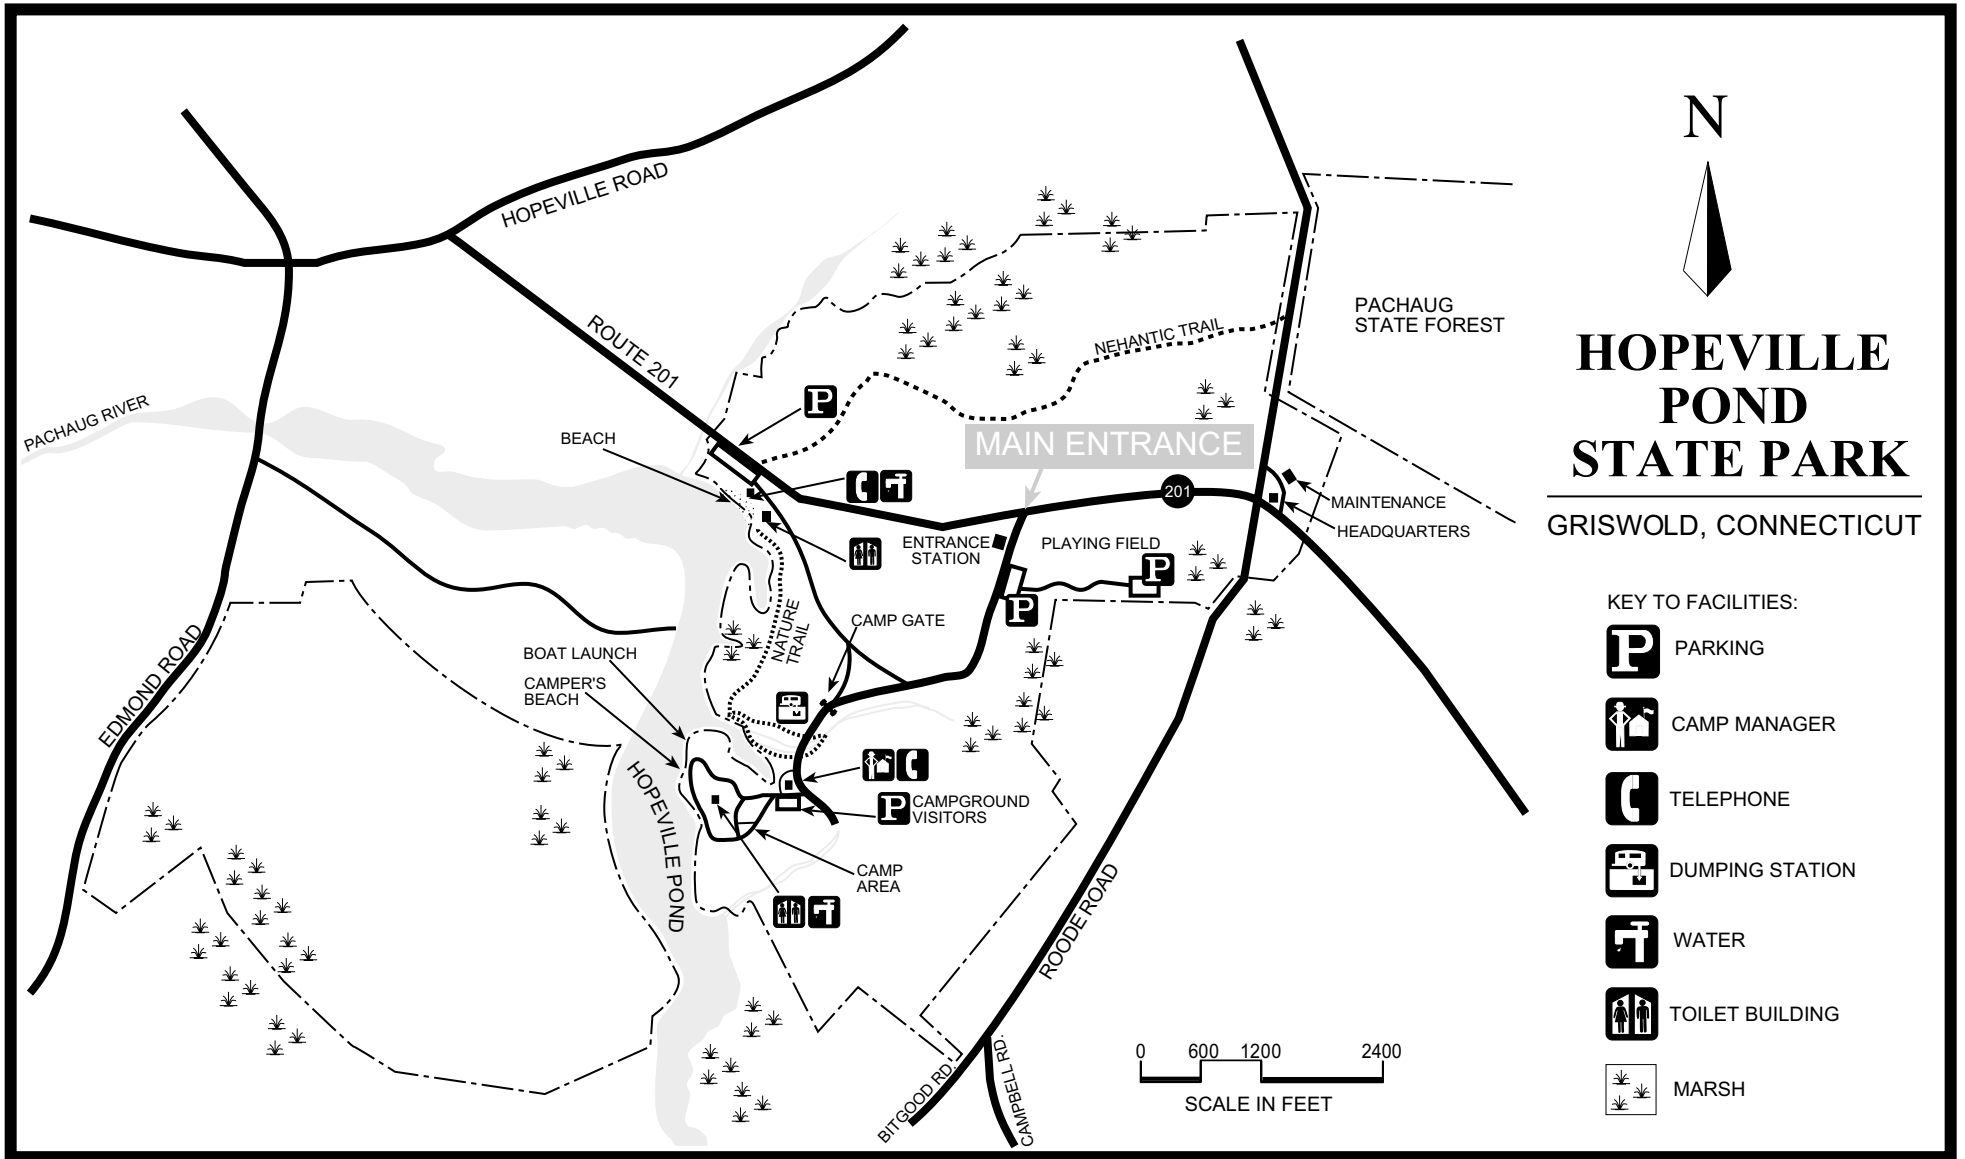 HOPEVILLE ROAD
ROUTE 201
PACHAUG RIVER
BEACH
P
NEHANTIC TRAIL
MAIN ENTRANCE
201
PACHAUG
STATE FOREST
MAINTENANCE
HEADQUARTERS
ENTRANCE
STATION
PLAYING FIELD
P
P
NATURE
TRAIL
CAMP GATE
BOAT LAUNCH
CAMPER'S
BEACH
EDMOND ROAD
HOPEVILLE POND
P
CAMPGROUND
VISITORS
CAMP
AREA
ROODE ROAD
BITGOOD RD.
CAMPBELL RD.
0 600 1200 2400
SCALE IN FEET
N
HOPEVILLE
POND
STATE PARK
GRISWOLD, CONNECTICUT
KEY TO FACILITIES:
P PARKING
CAMP MANAGER
TELEPHONE
DUMPING STATION
WATER
TOILET BUILDING
MARSH